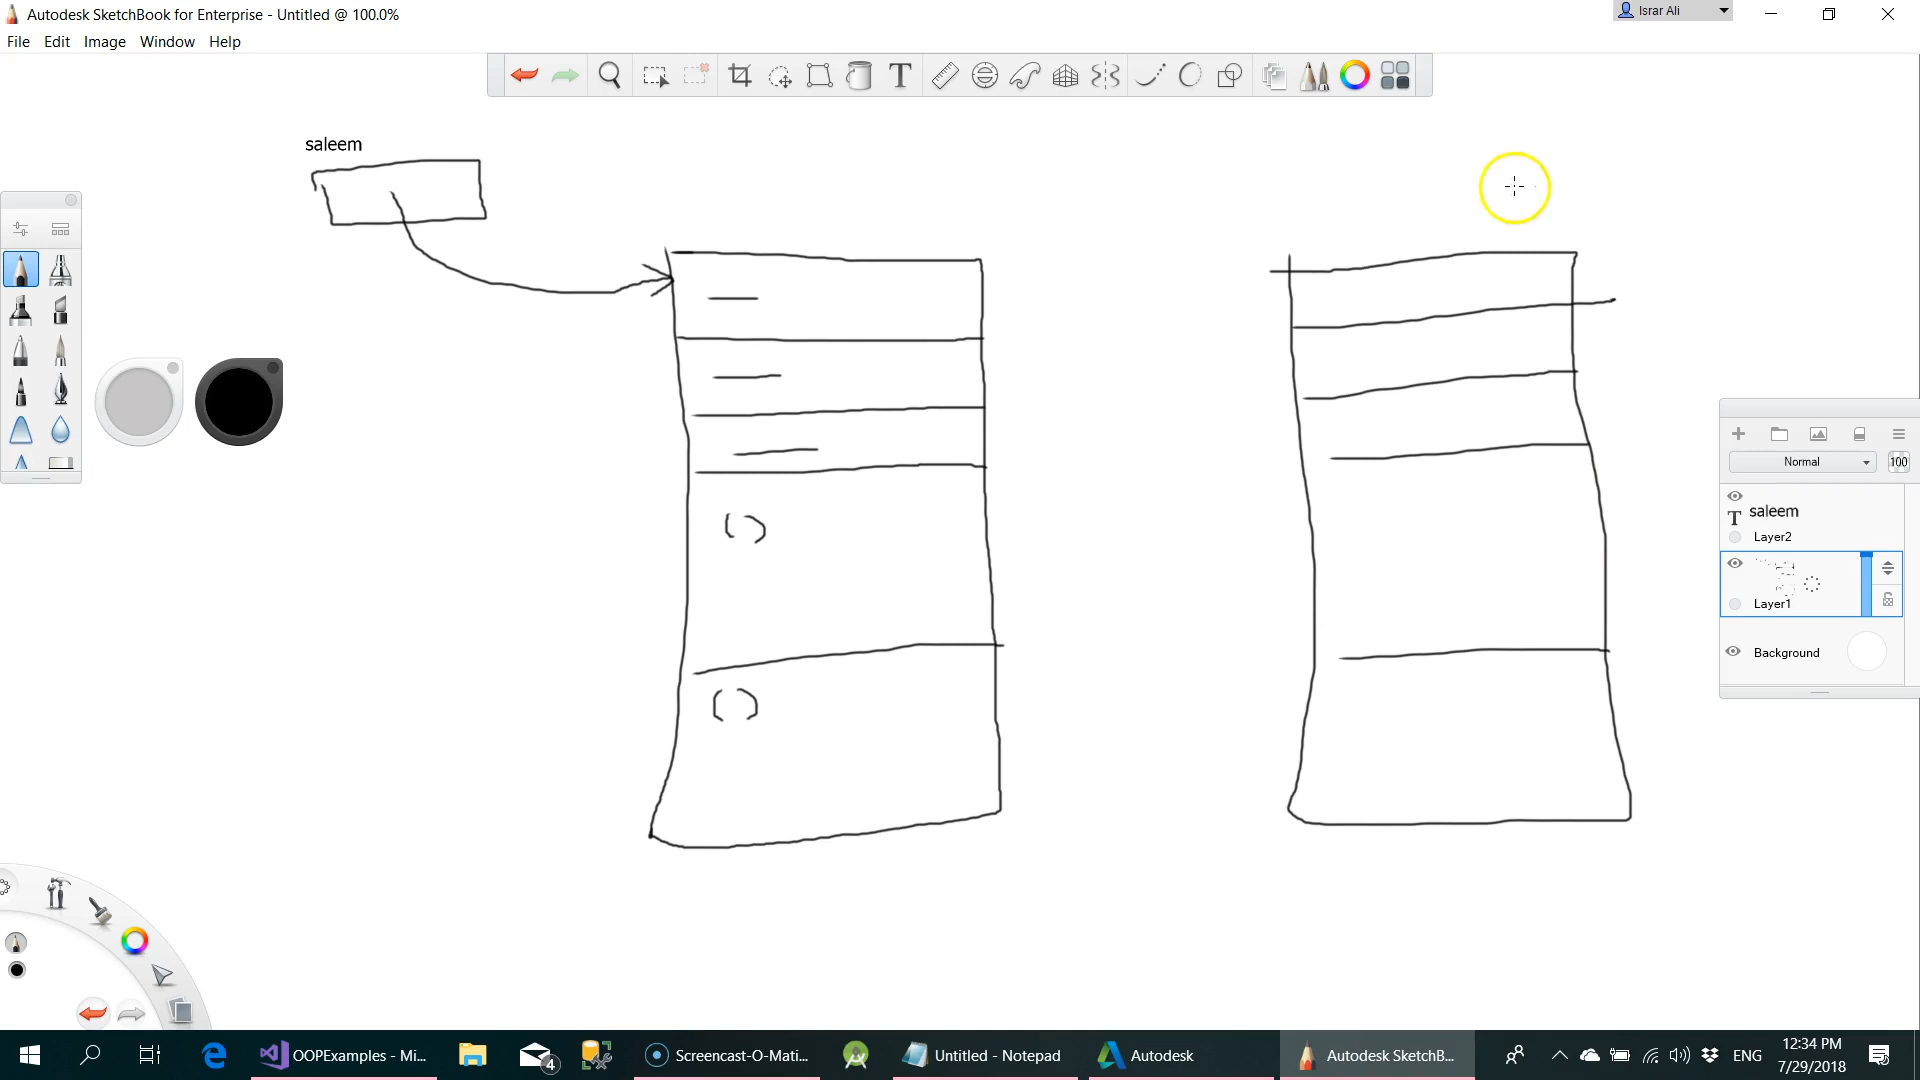 Autodesk SketchBook for Enterprise - Untitled @ 100.0%
Israr Ali
File Edit Image Window Help
T
saleem
Normal
100
T saleem
Layer2
Layer1
Background
( )
( )
OOPExamples - Mi...
4
Screencast-O-Mati...
Untitled - Notepad
Autodesk
Autodesk SketchB...
ENG
12:34 PM
7/29/2018